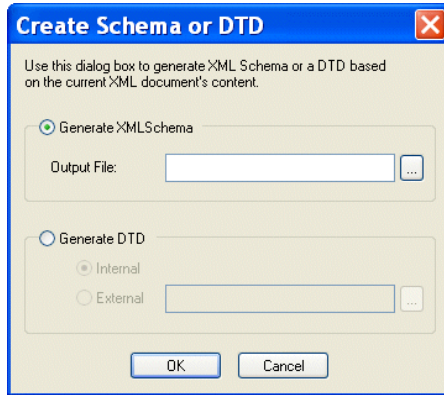 Create Schema or DTD
Use this dialog box to generate XML Schema or a DTD based
on the current XML document's content.
Generate XMLSchema
Output File:
...
Generate DTD
Internal
External
...
OK
Cancel